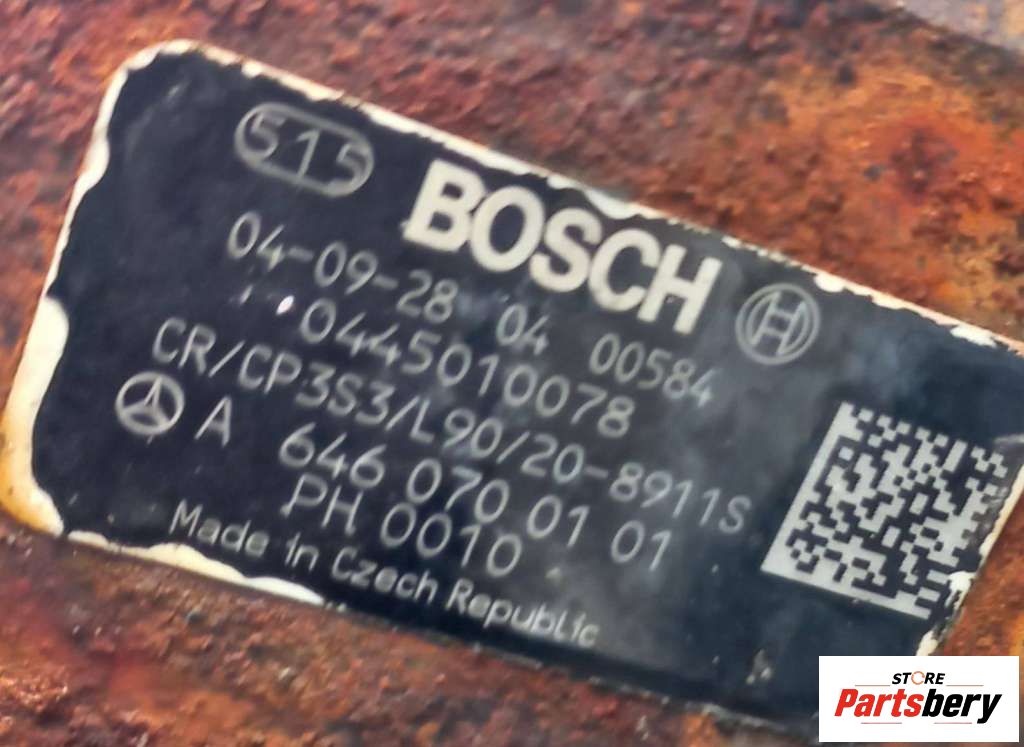 515
BOSCH
04-09-28 04 00584
0445010078
CR/CP3S3/L90/20-8911S
A 646 070 01 01
PH 0010
Made in Czech Republic
STORE
Partsbery